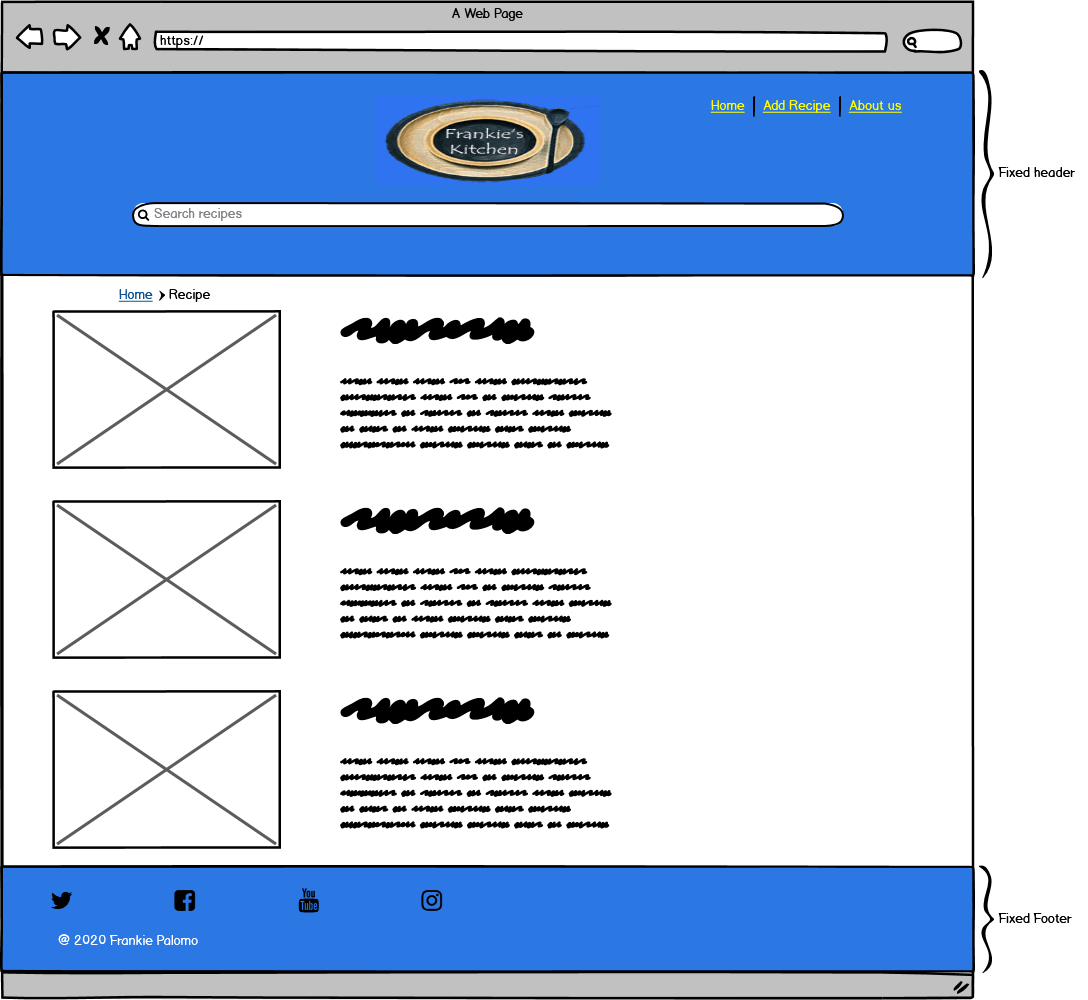 A Web Page
https://
Home Add Recipe About us
Frankie's
Kitchen
Fixed header
Search recipes
Home Recipe
You
Tube
Fixed Footer
@ 2020 Frankie Palomo